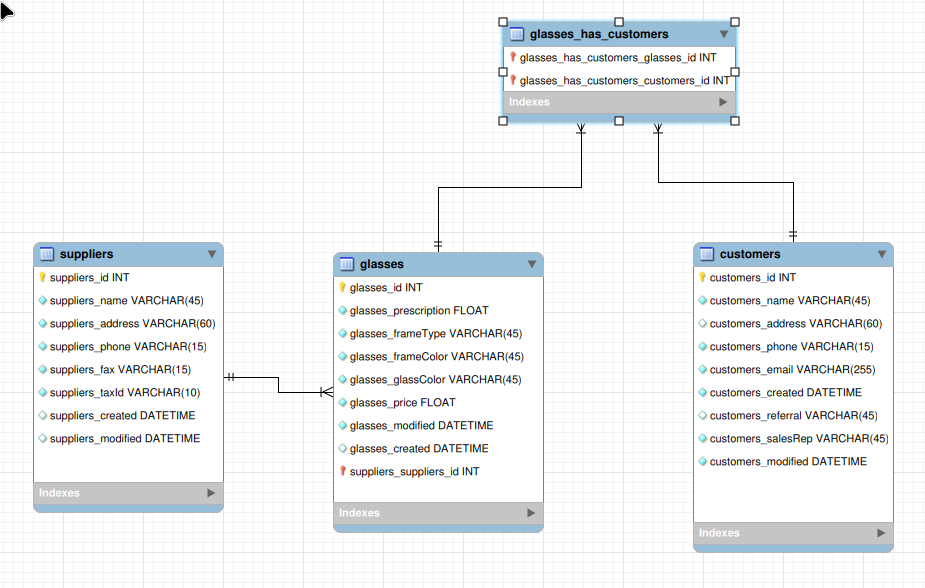 glasses_has_customers
glasses_has_customers_glasses_id INT
glasses_has_customers_customers_id INT
Indexes
suppliers
suppliers_id INT
suppliers_name VARCHAR(45)
suppliers_address VARCHAR(60)
suppliers_phone VARCHAR(15)
suppliers_fax VARCHAR(15)
suppliers_taxId VARCHAR(10)
suppliers_created DATETIME
suppliers_modified DATETIME
Indexes
glasses
glasses_id INT
glasses_prescription FLOAT
glasses_frameType VARCHAR(45)
glasses_frameColor VARCHAR(45)
glasses_glassColor VARCHAR(45)
glasses_price FLOAT
glasses_modified DATETIME
glasses_created DATETIME
suppliers_suppliers_id INT
Indexes
customers
customers_id INT
customers_name VARCHAR(45)
customers_address VARCHAR(60)
customers_phone VARCHAR(15)
customers_email VARCHAR(255)
customers_created DATETIME
customers_referral VARCHAR(45)
customers_salesRep VARCHAR(45)
customers_modified DATETIME
Indexes